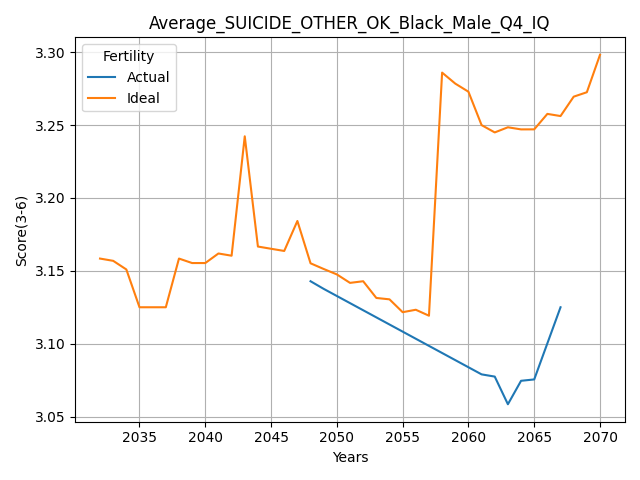 Average_SUICIDE_OTHER_OK_Black_Male_Q4_IQ
Fertility
Actual
Ideal
Score(3-6)
3.30
3.25
3.20
3.15
3.10
3.05
2035 2040 2045 2050 2055 2060 2065 2070
Years